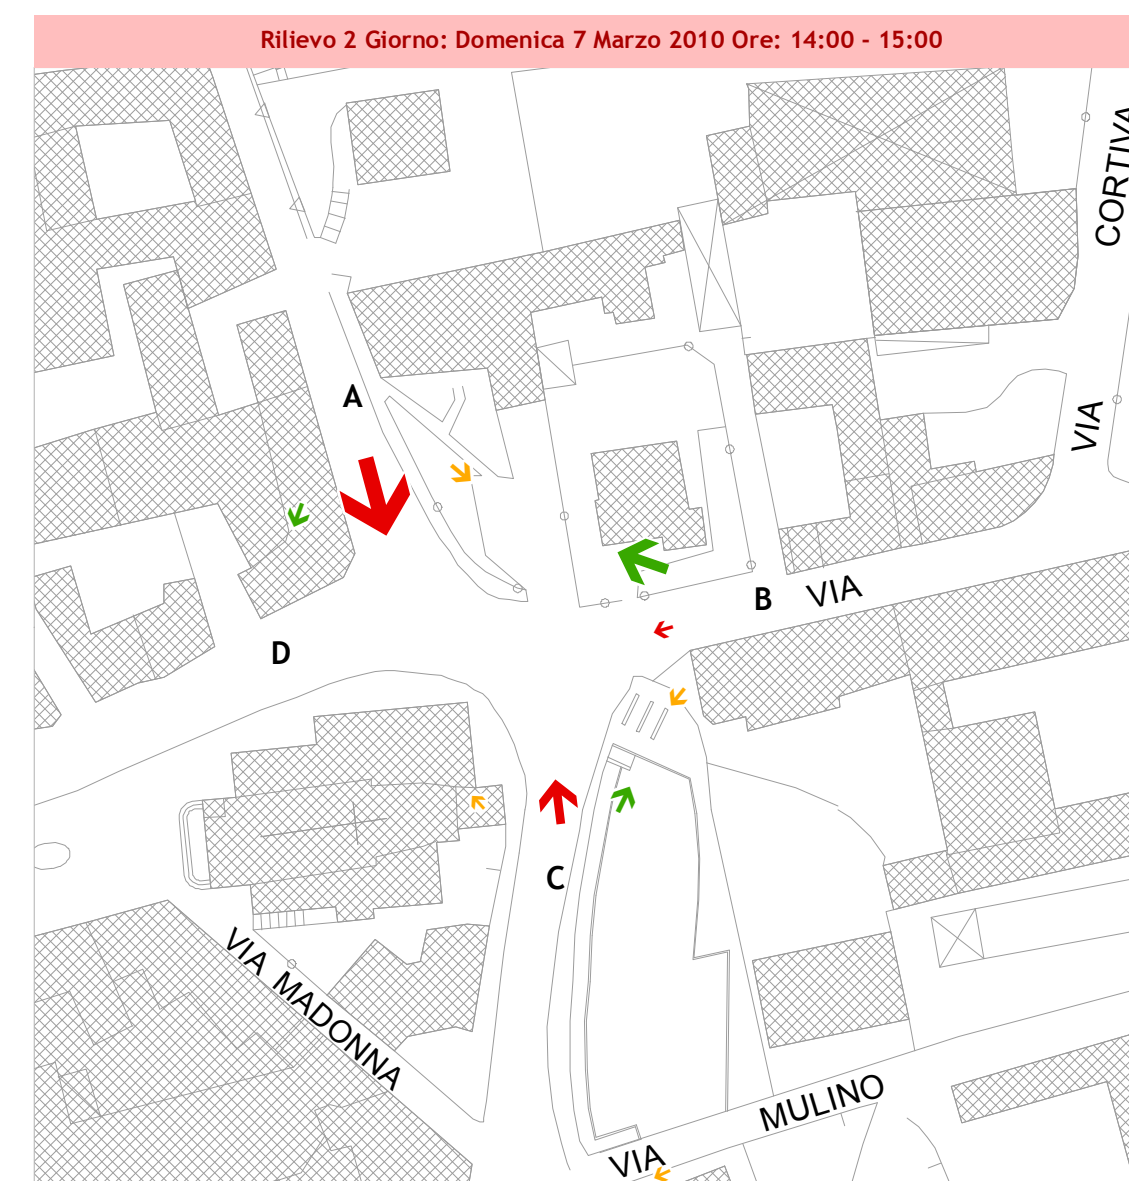 Rilievo 2 Giorno: Domenica 7 Marzo 2010 Ore: 14:00 - 15:00
CORTIVA
VIA
A
B
VIA
D
C
VIA MADONNA
MULINO
VIA